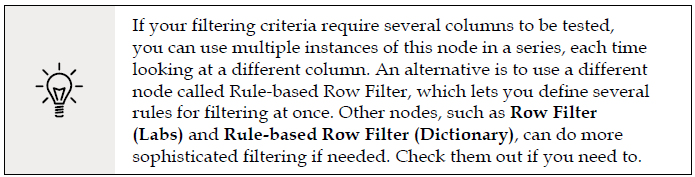 If your filtering criteria require several columns to be tested,
you can use multiple instances of this node in a series, each time
looking at a different column. An alternative is to use a different
node called Rule-based Row Filter, which lets you define several
rules for filtering at once. Other nodes, such as Row Filter
(Labs) and Rule-based Row Filter (Dictionary), can do more
sophisticated filtering if needed. Check them out if you need to.